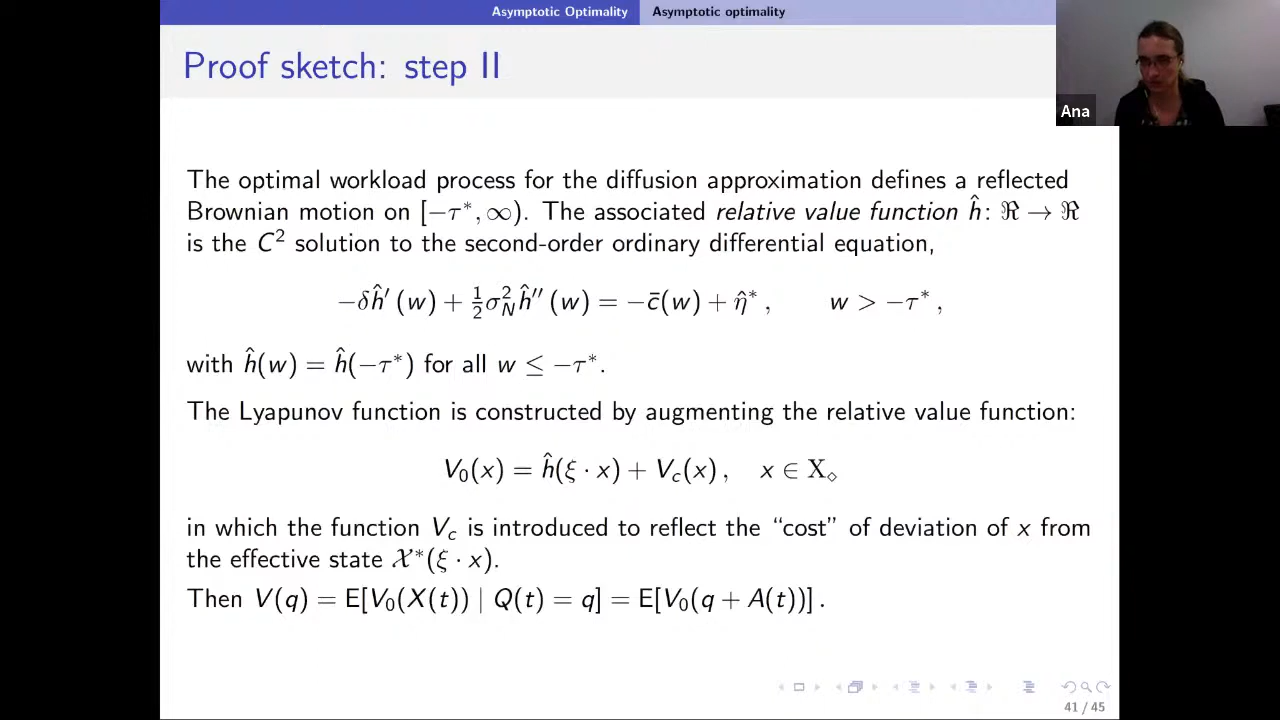 Asymptotic Optimality Asymptotic optimality
Proof sketch: step II
Ana
The optimal workload process for the diffusion approximation defines a reflected
Brownian motion on [−τ*, ∞). The associated relative value function ĥ: ℜ → ℜ
is the C² solution to the second-order ordinary differential equation,
−δĥ′(w) + ½σ²_N ĥ″(w) = −c̄(w) + η̂*, w > −τ*,
with ĥ(w) = ĥ(−τ*) for all w ≤ −τ*.
The Lyapunov function is constructed by augmenting the relative value function:
V₀(x) = ĥ(ξ · x) + V_c(x), x ∈ X_⋄
in which the function V_c is introduced to reflect the “cost” of deviation of x from
the effective state 𝒳*(ξ · x).
Then V(q) = E[V₀(X(t)) | Q(t) = q] = E[V₀(q + A(t))].
41 / 45